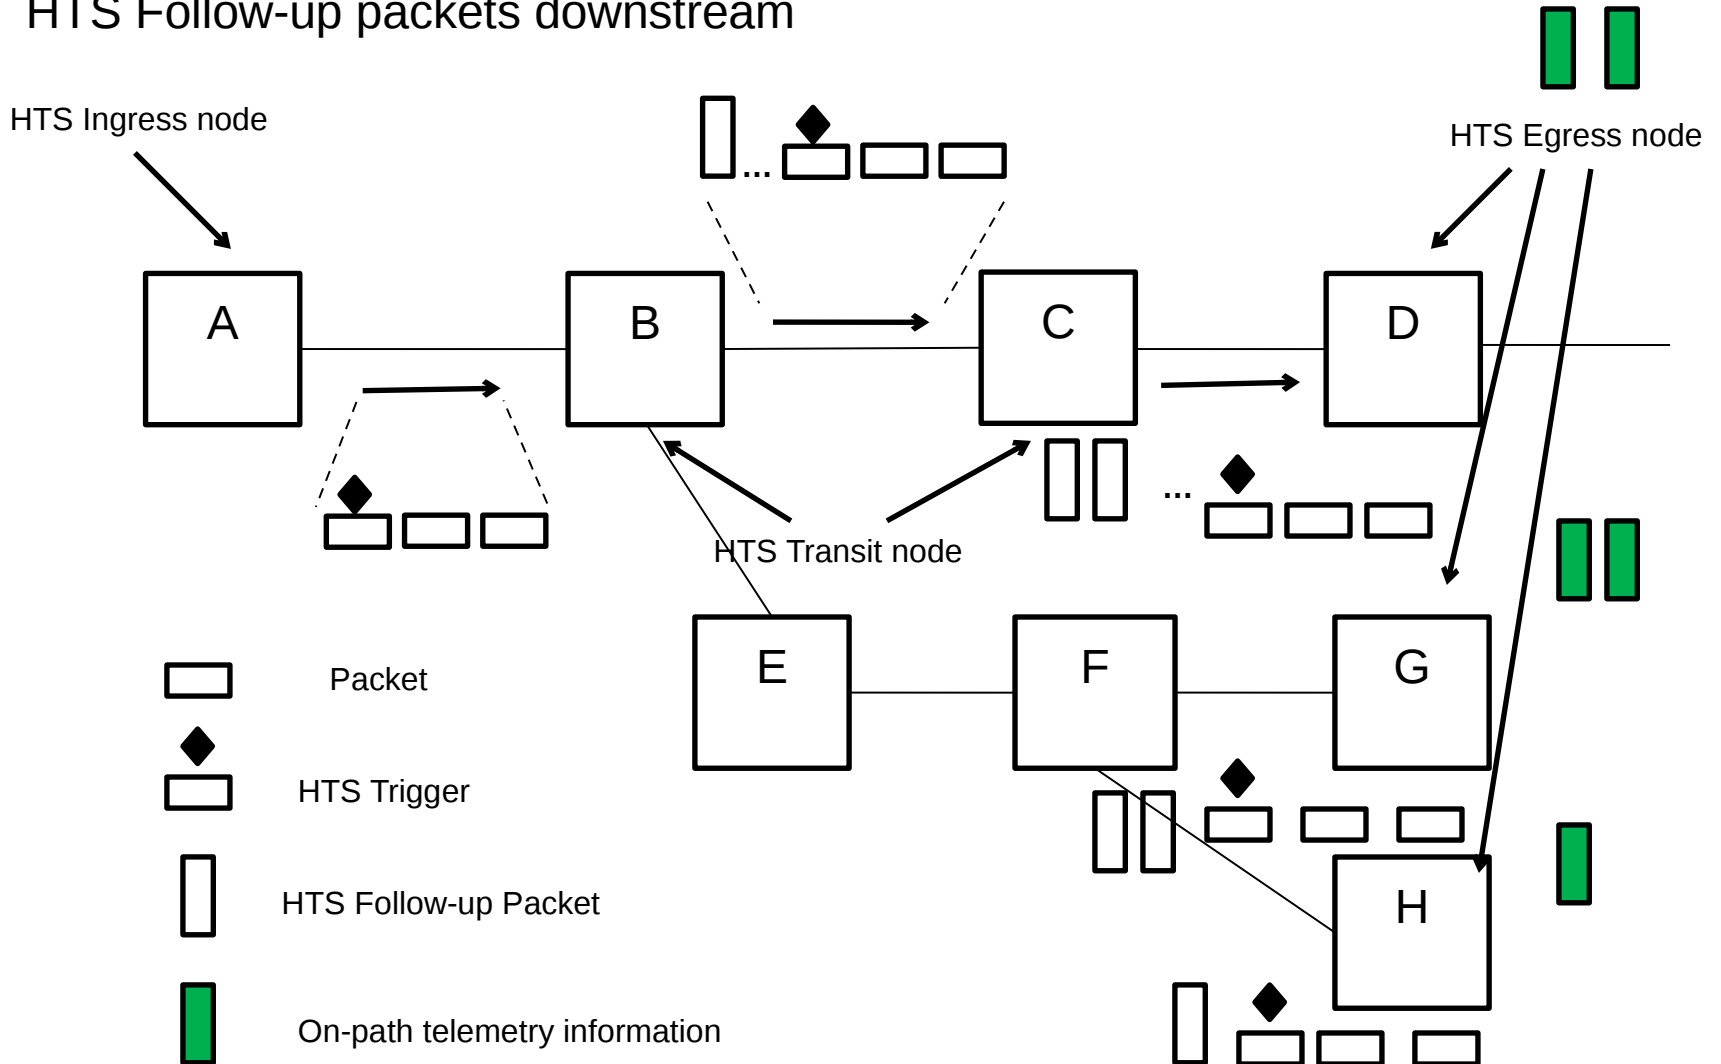 HTS Follow-up packets downstream
HTS Ingress node
HTS Egress node
...
A
B
C
D
...
HTS Transit node
E
F
G
Packet
HTS Trigger
HTS Follow-up Packet
H
On-path telemetry information